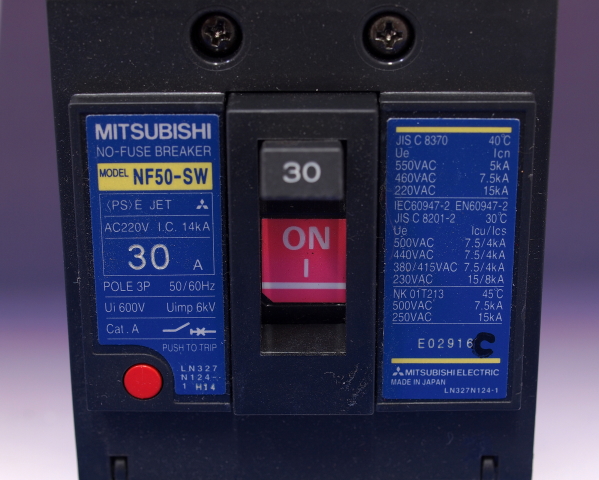 MITSUBISHI
NO-FUSE BREAKER
MODEL NF50-SW
⟨PS⟩E JET
AC220V I.C. 14kA
30 A
POLE 3P 50/60Hz
Ui 600V Uimp 6kV
Cat. A
PUSH TO TRIP
LN327
N124-
1 H14
30
ON
I
JIS C 8370 40℃
Ue Icn
550VAC 5kA
460VAC 7.5kA
220VAC 15kA
IEC60947-2 EN60947-2
JIS C 8201-2 30℃
Ue Icu/Ics
500VAC 7.5/4kA
440VAC 7.5/4kA
380/415VAC 7.5/4kA
230VAC 15/8kA
NK 01T213 45℃
500VAC 7.5kA
250VAC 15kA
E02916 C
MITSUBISHI ELECTRIC
MADE IN JAPAN
LN327N124-1